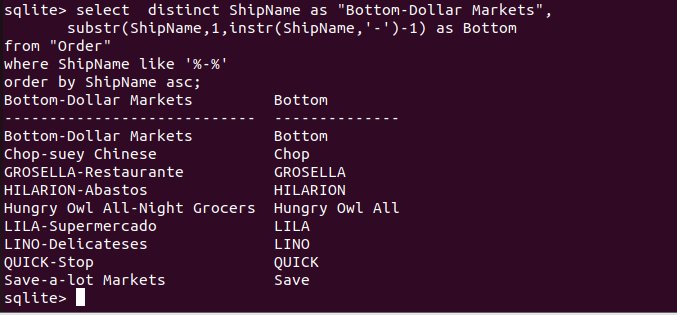 sqlite> select  distinct ShipName as "Bottom-Dollar Markets",
        substr(ShipName,1,instr(ShipName,'-')-1) as Bottom
from "Order"
where ShipName like '%-%'
order by ShipName asc;
Bottom-Dollar Markets          Bottom
-----------------------------  --------------
Bottom-Dollar Markets          Bottom
Chop-suey Chinese              Chop
GROSELLA-Restaurante           GROSELLA
HILARION-Abastos               HILARION
Hungry Owl All-Night Grocers   Hungry Owl All
LILA-Supermercado              LILA
LINO-Delicateses               LINO
QUICK-Stop                     QUICK
Save-a-lot Markets             Save
sqlite>